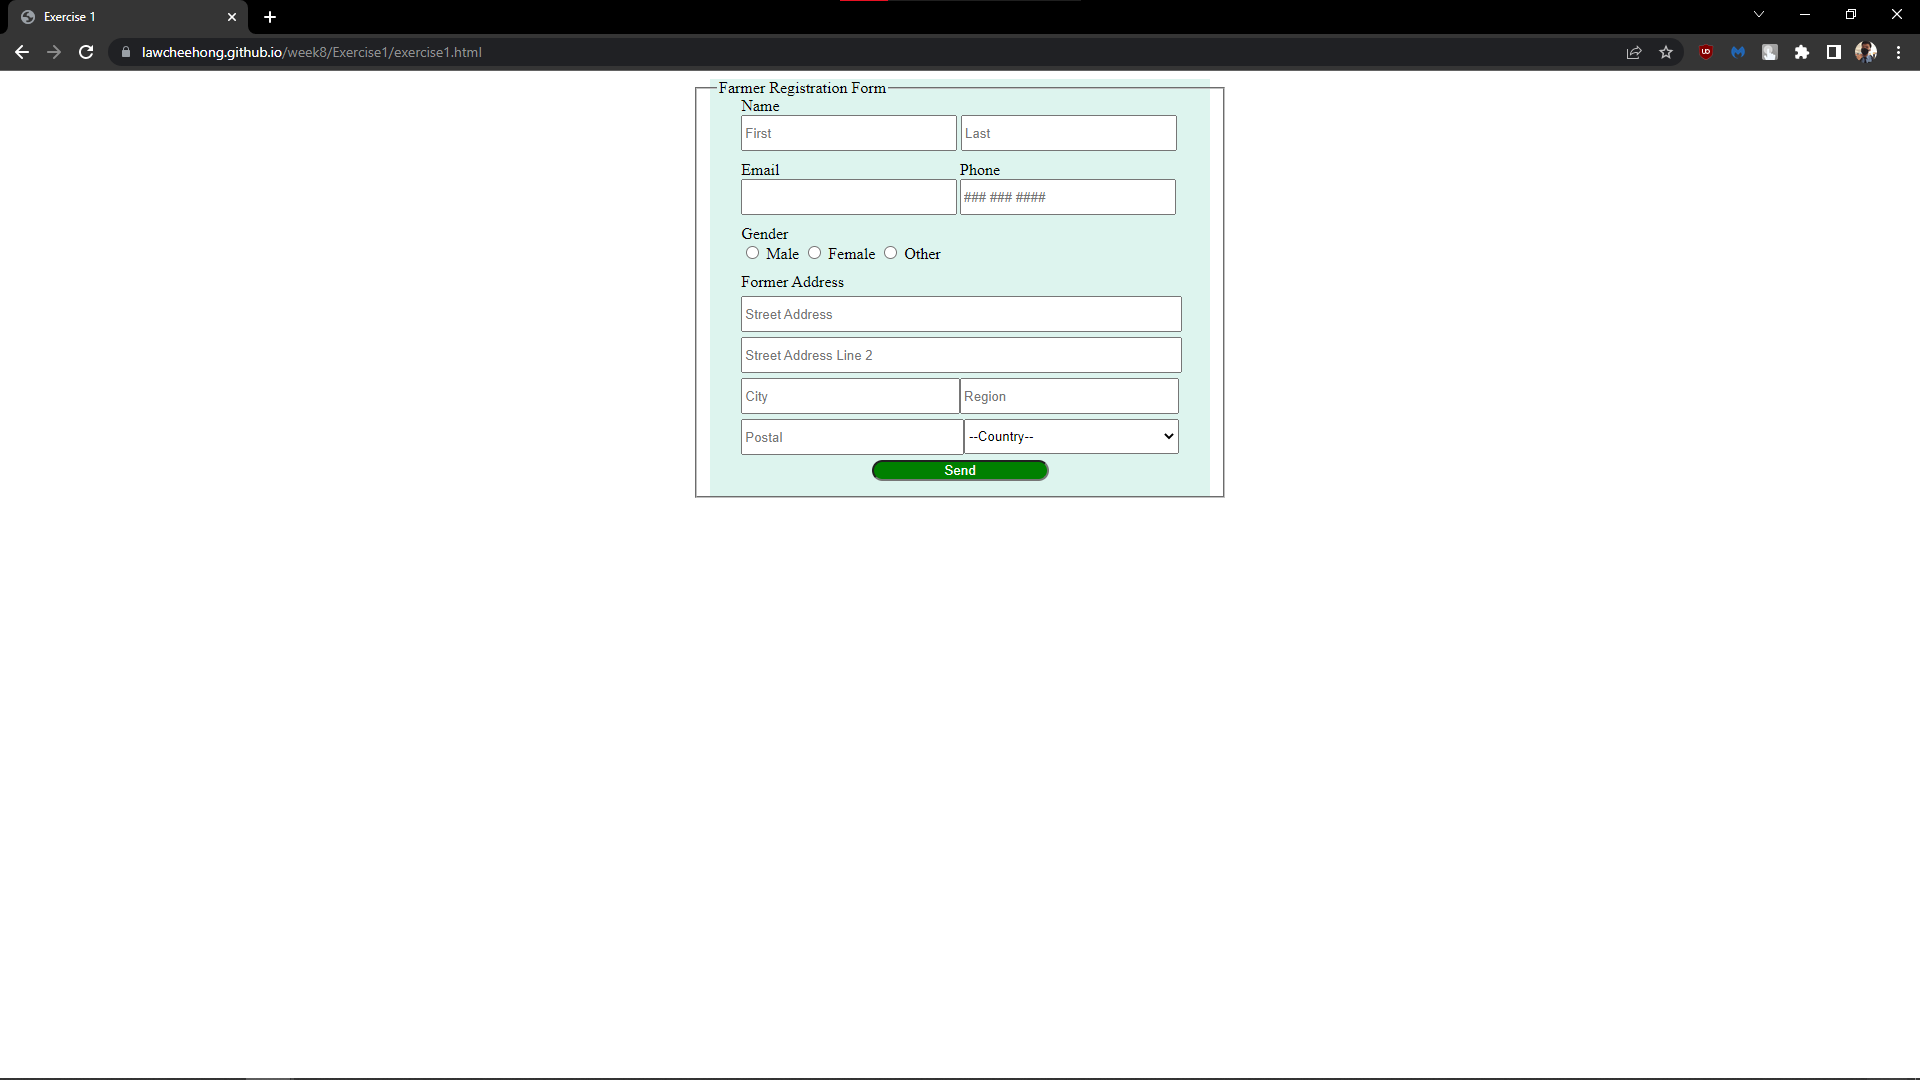 Exercise 1
lawcheehong.github.io/week8/Exercise1/exercise1.html
Farmer Registration Form
Name
First Last
Email Phone
### ### ####
Gender
Male Female Other
Former Address
Street Address
Street Address Line 2
City Region
Postal --Country--
Send